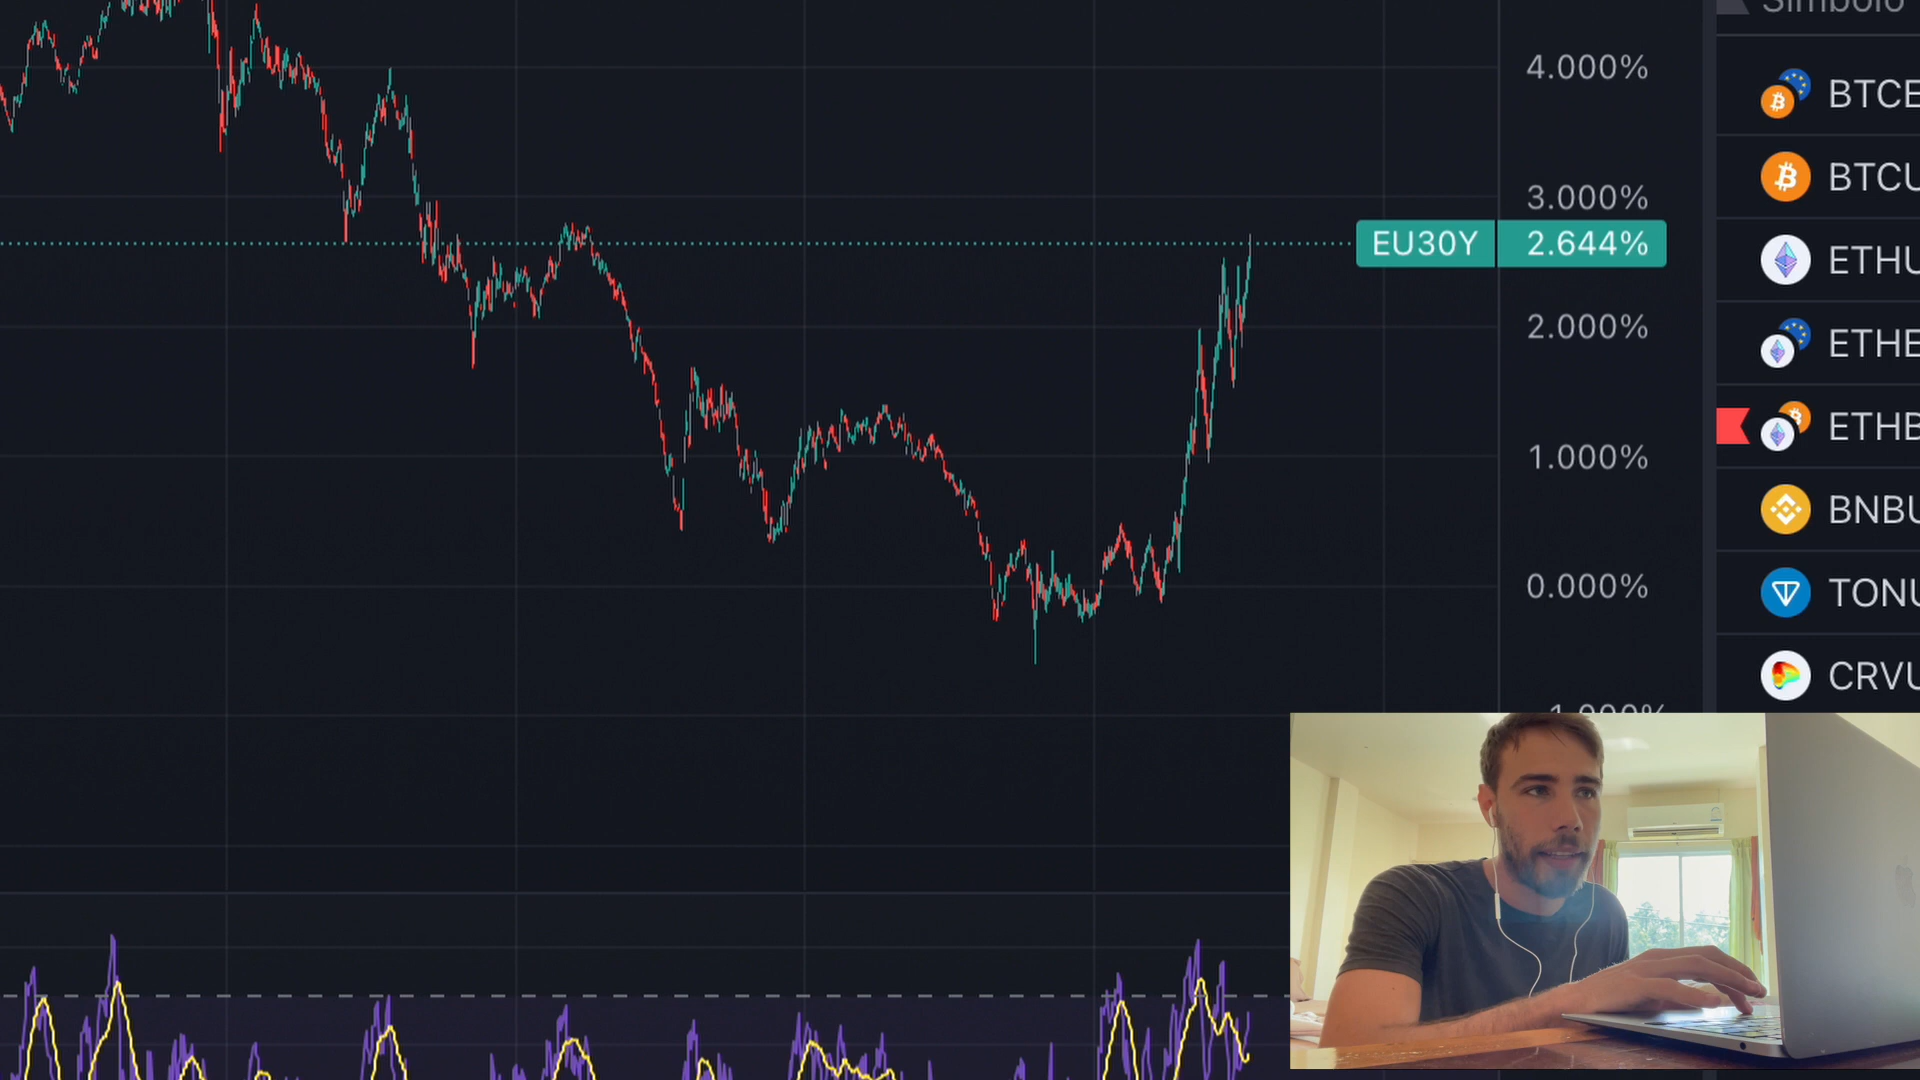 Símbolo
4.000%
BTCE
BTCU
3.000%
EU30Y 2.644%
ETHU
2.000%
ETHE
ETHB
1.000%
BNBU
0.000%
TONU
CRVU